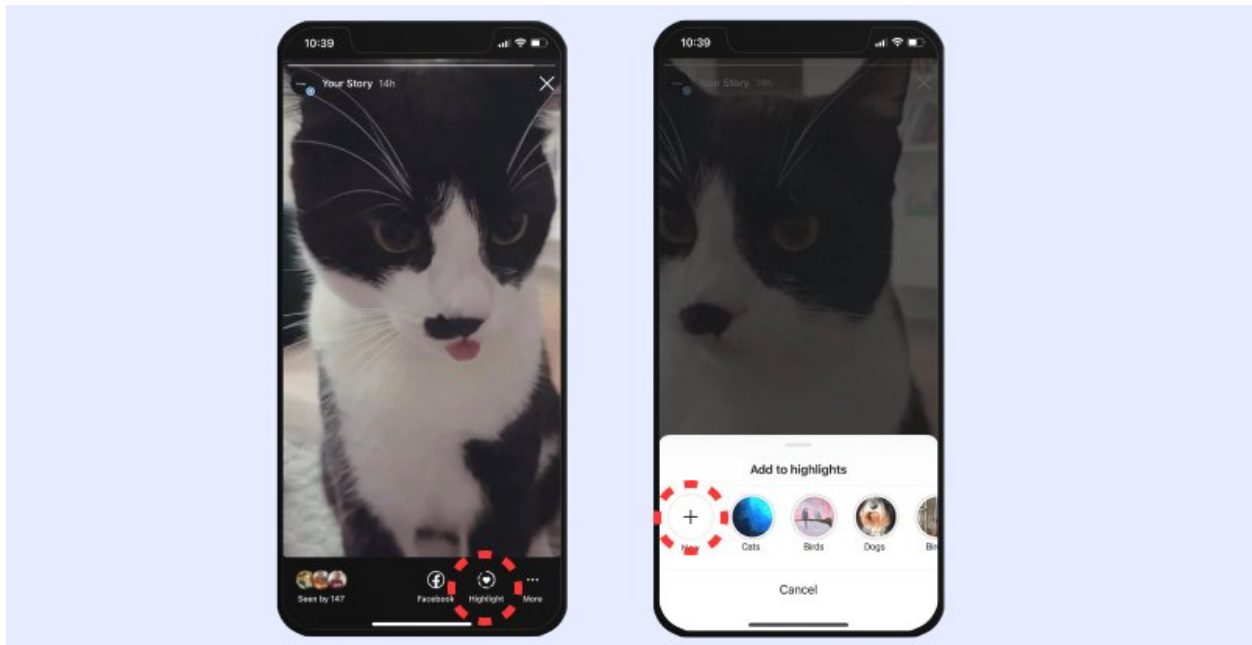 10:39
Your Story 14h
Seen by 147
Facebook
Highlight
More
10:39
Your Story 14h
Add to highlights
New
Cats
Birds
Dogs
Cancel